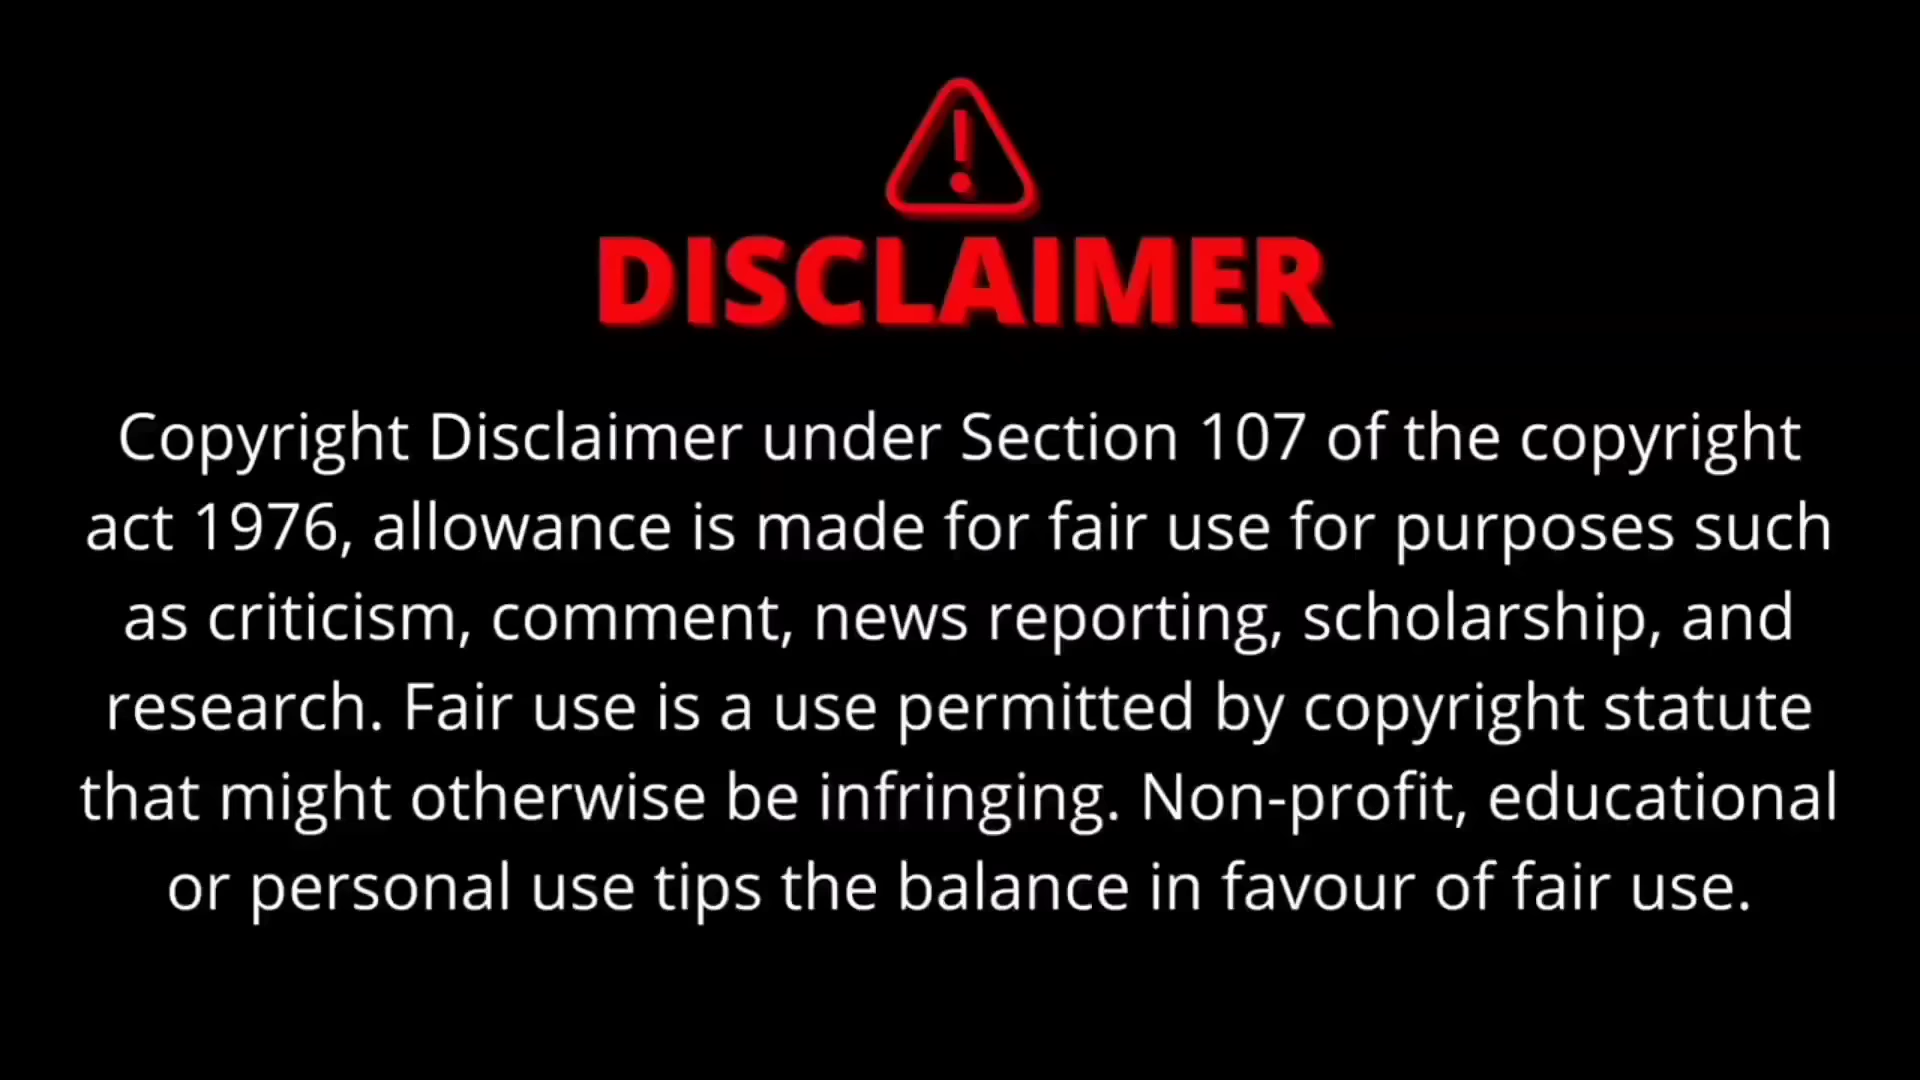 DISCLAIMER
Copyright Disclaimer under Section 107 of the copyright
act 1976, allowance is made for fair use for purposes such
as criticism, comment, news reporting, scholarship, and
research. Fair use is a use permitted by copyright statute
that might otherwise be infringing. Non-profit, educational
or personal use tips the balance in favour of fair use.